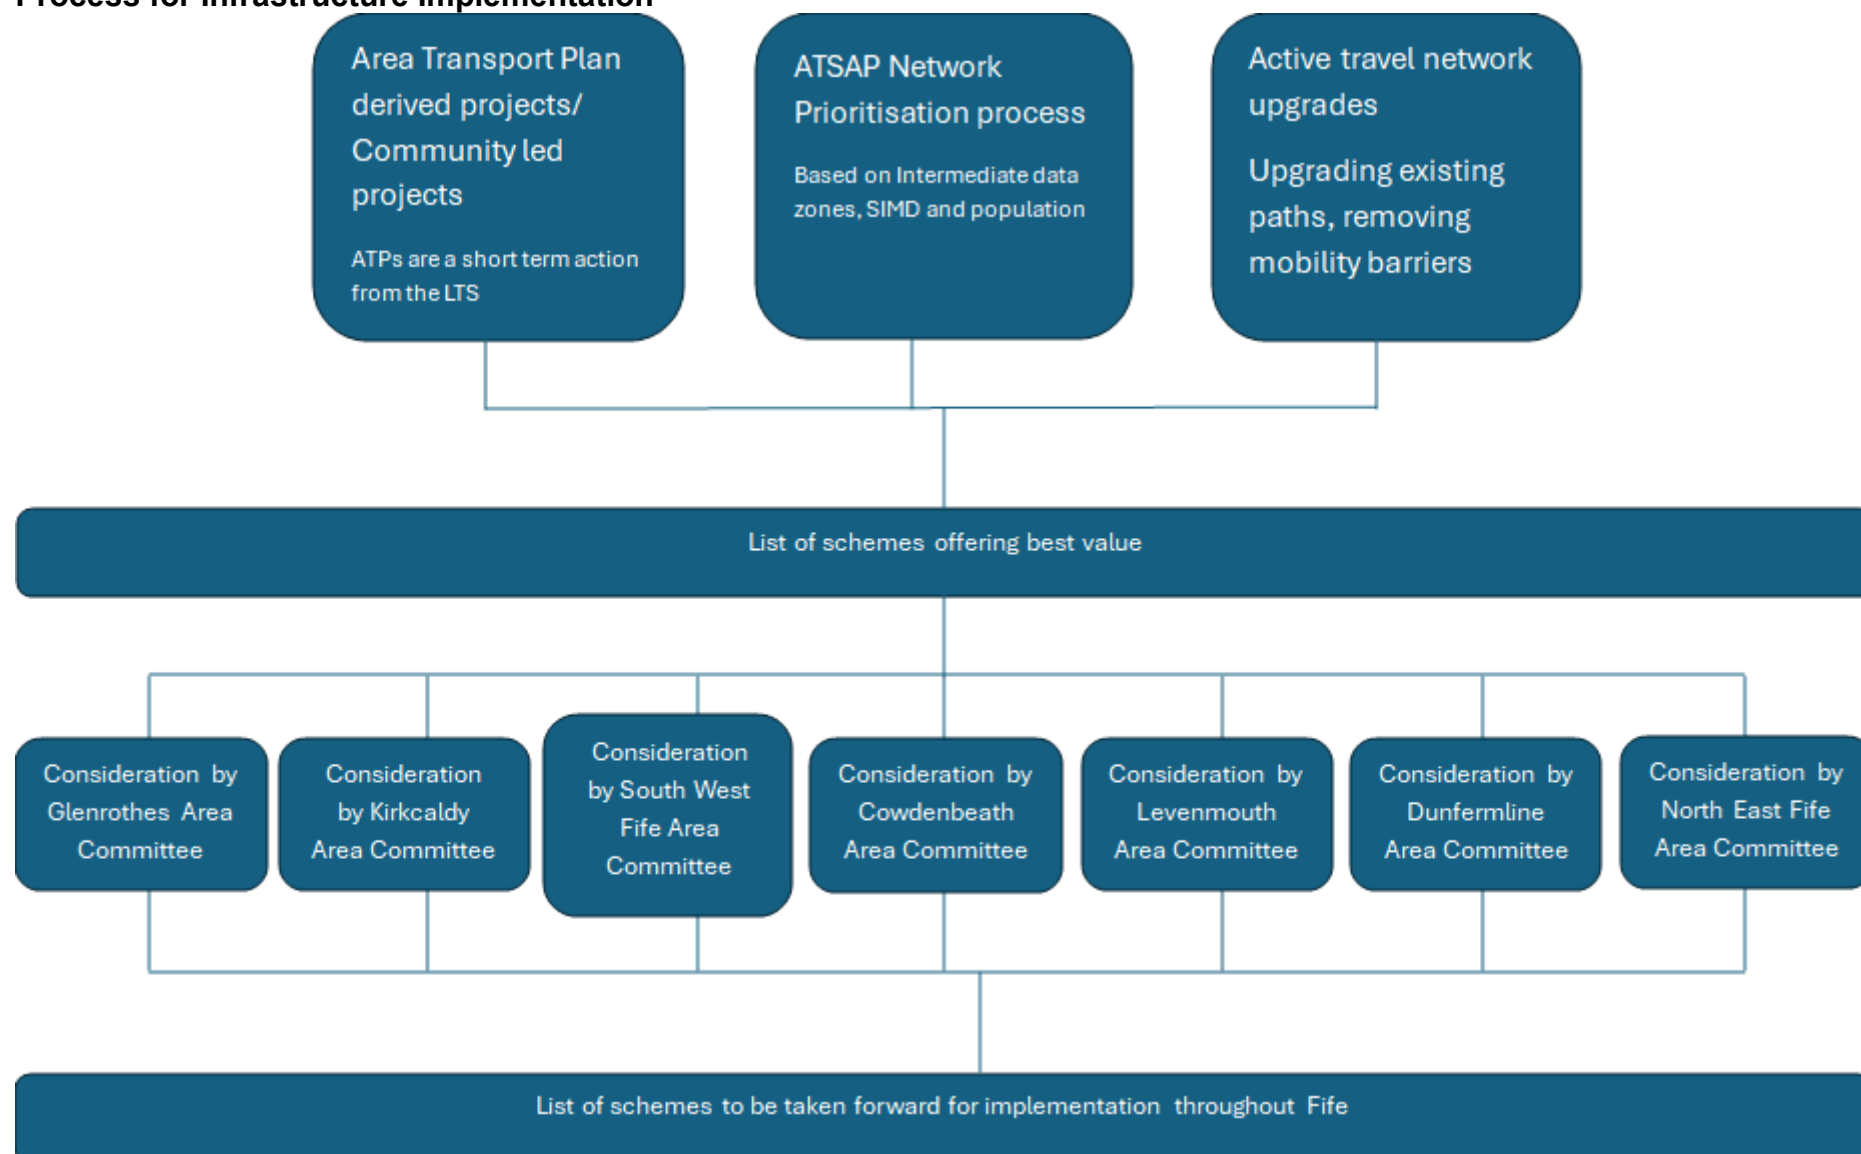 Process for Infrastructure Implementation
Area Transport Plan
derived projects/
Community led
projects
ATPs are a short term action
from the LTS
ATSAP Network
Prioritisation process
Based on Intermediate data
zones, SIMD and population
Active travel network
upgrades
Upgrading existing
paths, removing
mobility barriers
List of schemes offering best value
Consideration by
Glenrothes Area
Committee
Consideration
by Kirkcaldy
Area Committee
Consideration
by South West
Fife Area
Committee
Consideration by
Cowdenbeath
Area Committee
Consideration by
Levenmouth
Area Committee
Consideration by
Dunfermline
Area Committee
Consideration by
North East Fife
Area Committee
List of schemes to be taken forward for implementation throughout Fife